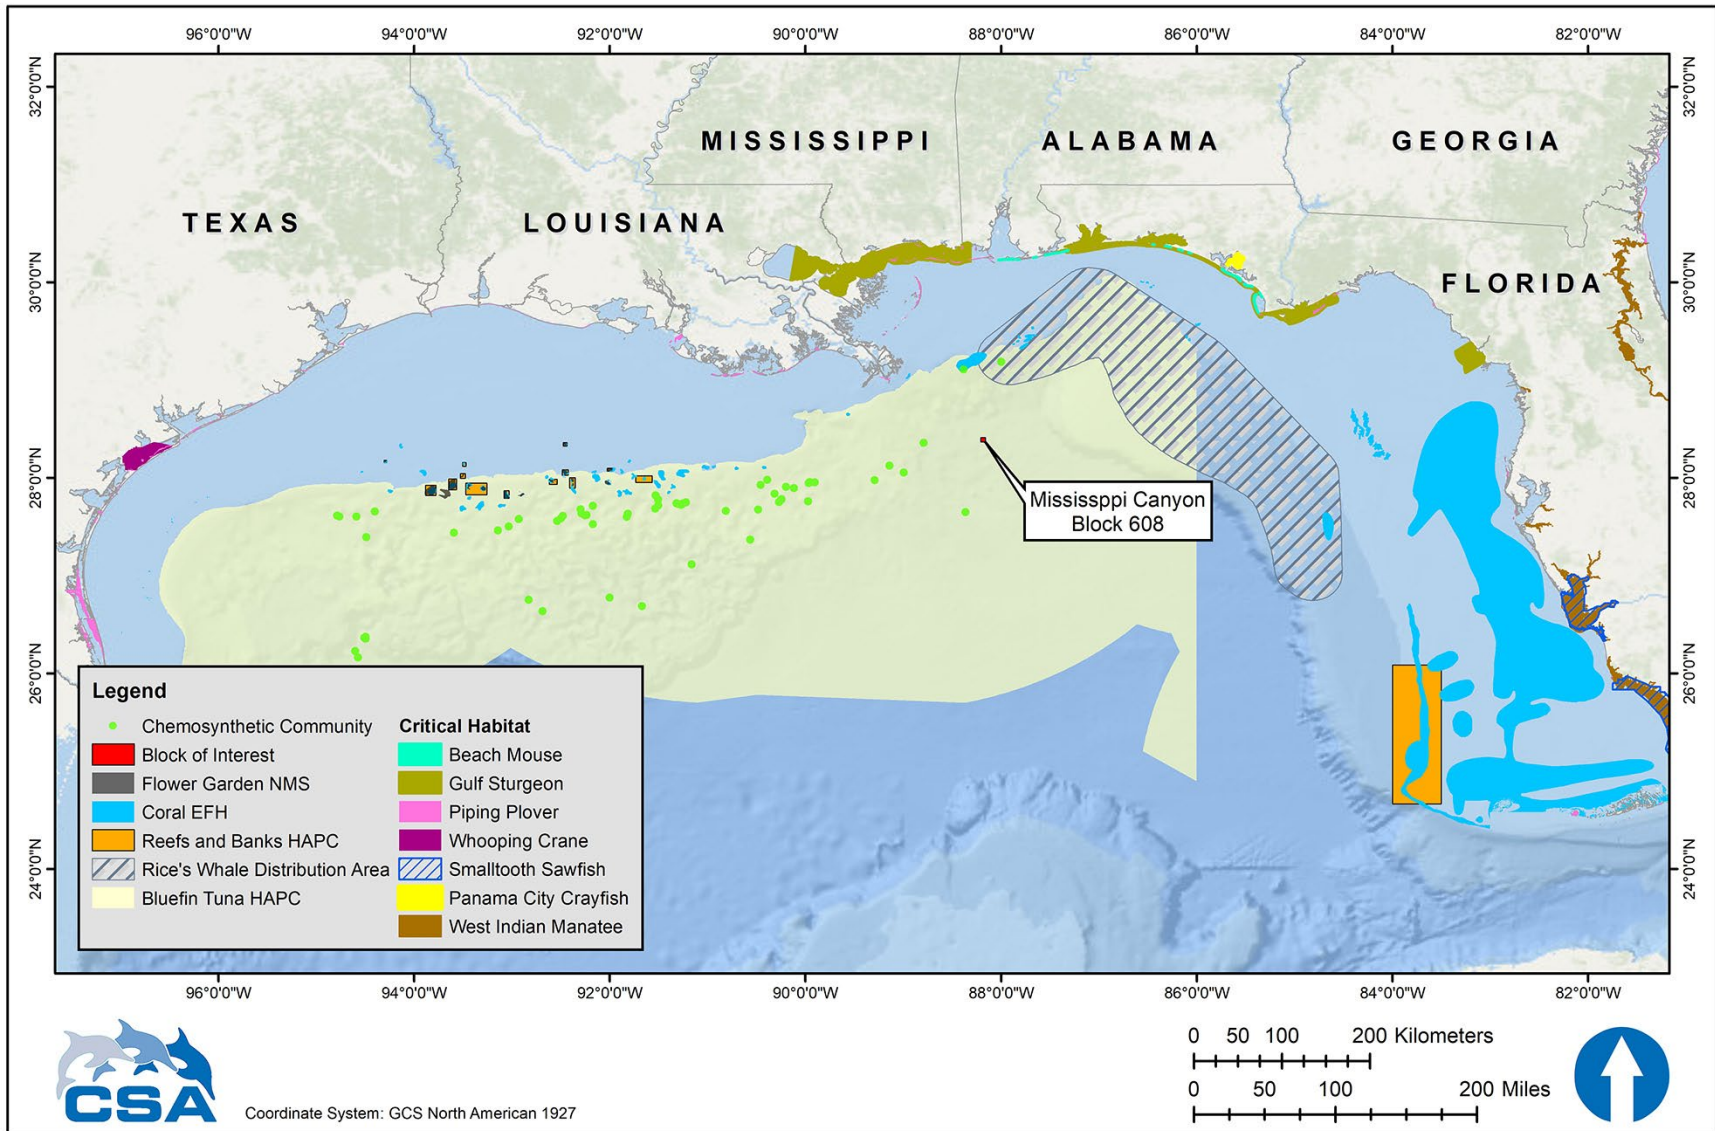 96°0'0"W 94°0'0"W 92°0'0"W 90°0'0"W 88°0'0"W 86°0'0"W 84°0'0"W 82°0'0"W
32°0'0"N
32°0'0"N
MISSISSIPPI
ALABAMA
GEORGIA
TEXAS
LOUISIANA
30°0'0"N
FLORIDA
30°0'0"N
28°0'0"N
28°0'0"N
Mississppi Canyon
Block 608
26°0'0"N
26°0'0"N
24°0'0"N
24°0'0"N
Legend
Chemosynthetic Community
Block of Interest
Flower Garden NMS
Coral EFH
Reefs and Banks HAPC
Rice's Whale Distribution Area
Bluefin Tuna HAPC
Critical Habitat
Beach Mouse
Gulf Sturgeon
Piping Plover
Whooping Crane
Smalltooth Sawfish
Panama City Crayfish
West Indian Manatee
96°0'0"W 94°0'0"W 92°0'0"W 90°0'0"W 88°0'0"W 86°0'0"W 84°0'0"W 82°0'0"W
CSA
Coordinate System: GCS North American 1927
0 50 100 200 Kilometers
0 50 100 200 Miles